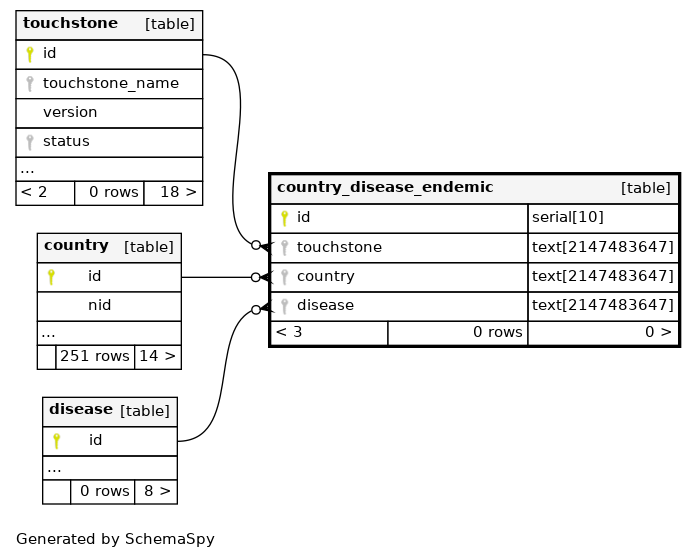 touchstone [table]
id
touchstone_name
version
status
...
< 2 0 rows 18 >
country_disease_endemic [table]
id serial[10]
touchstone text[2147483647]
country text[2147483647]
disease text[2147483647]
< 3 0 rows 0 >
country [table]
id
nid
...
251 rows 14 >
disease [table]
id
...
0 rows 8 >
Generated by SchemaSpy